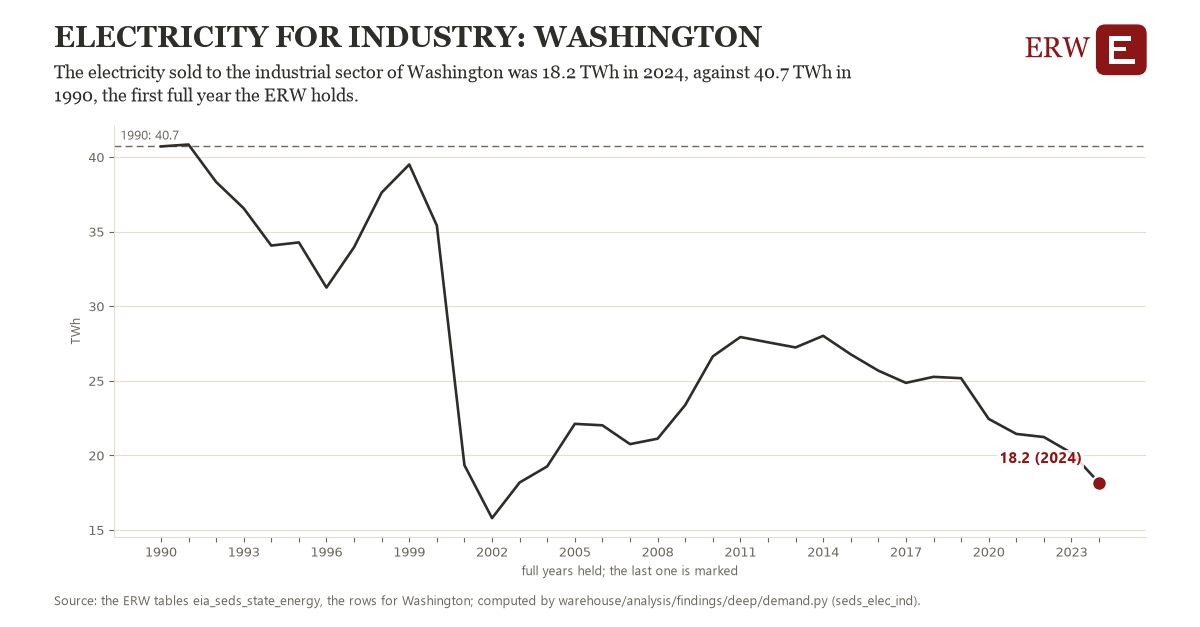 ELECTRICITY FOR INDUSTRY: WASHINGTON
The electricity sold to the industrial sector of Washington was 18.2 TWh in 2024, against 40.7 TWh in
1990, the first full year the ERW holds.
ERW E
1990: 40.7
40
35
30
25
20
15
TWh
18.2 (2024)
1990 1993 1996 1999 2002 2005 2008 2011 2014 2017 2020 2023
full years held; the last one is marked
Source: the ERW tables eia_seds_state_energy, the rows for Washington; computed by warehouse/analysis/findings/deep/demand.py (seds_elec_ind).